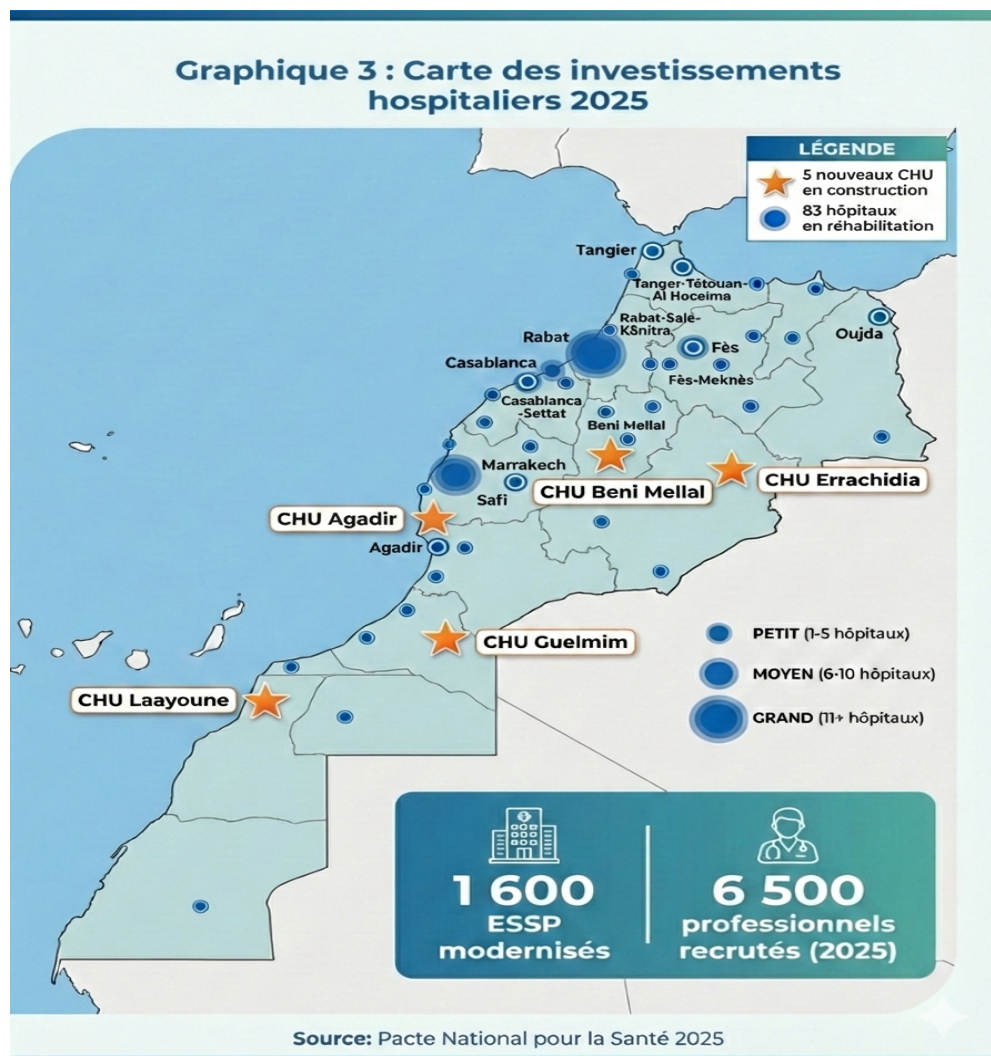 Graphique 3 : Carte des investissements
hospitaliers 2025
LÉGENDE
5 nouveaux CHU
en construction
83 hôpitaux
en réhabilitation
Tangier
Tanger-Tétouan-
Al Hoceima
Rabat-Sale-
K8nitra
Rabat
Oujda
Fès
Casablanca
Fès-Meknès
Casablanca
-Settat
Beni Mellal
Marrakech
CHU Errachidia
CHU Beni Mellal
Safi
CHU Agadir
Agadir
CHU Guelmim
CHU Laayoune
PETIT (1-5 hôpitaux)
MOYEN (6-10 hôpitaux)
GRAND (11+ hôpitaux)
1 600
ESSP
modernisés
6 500
professionnels
recrutés (2025)
Source: Pacte National pour la Santé 2025